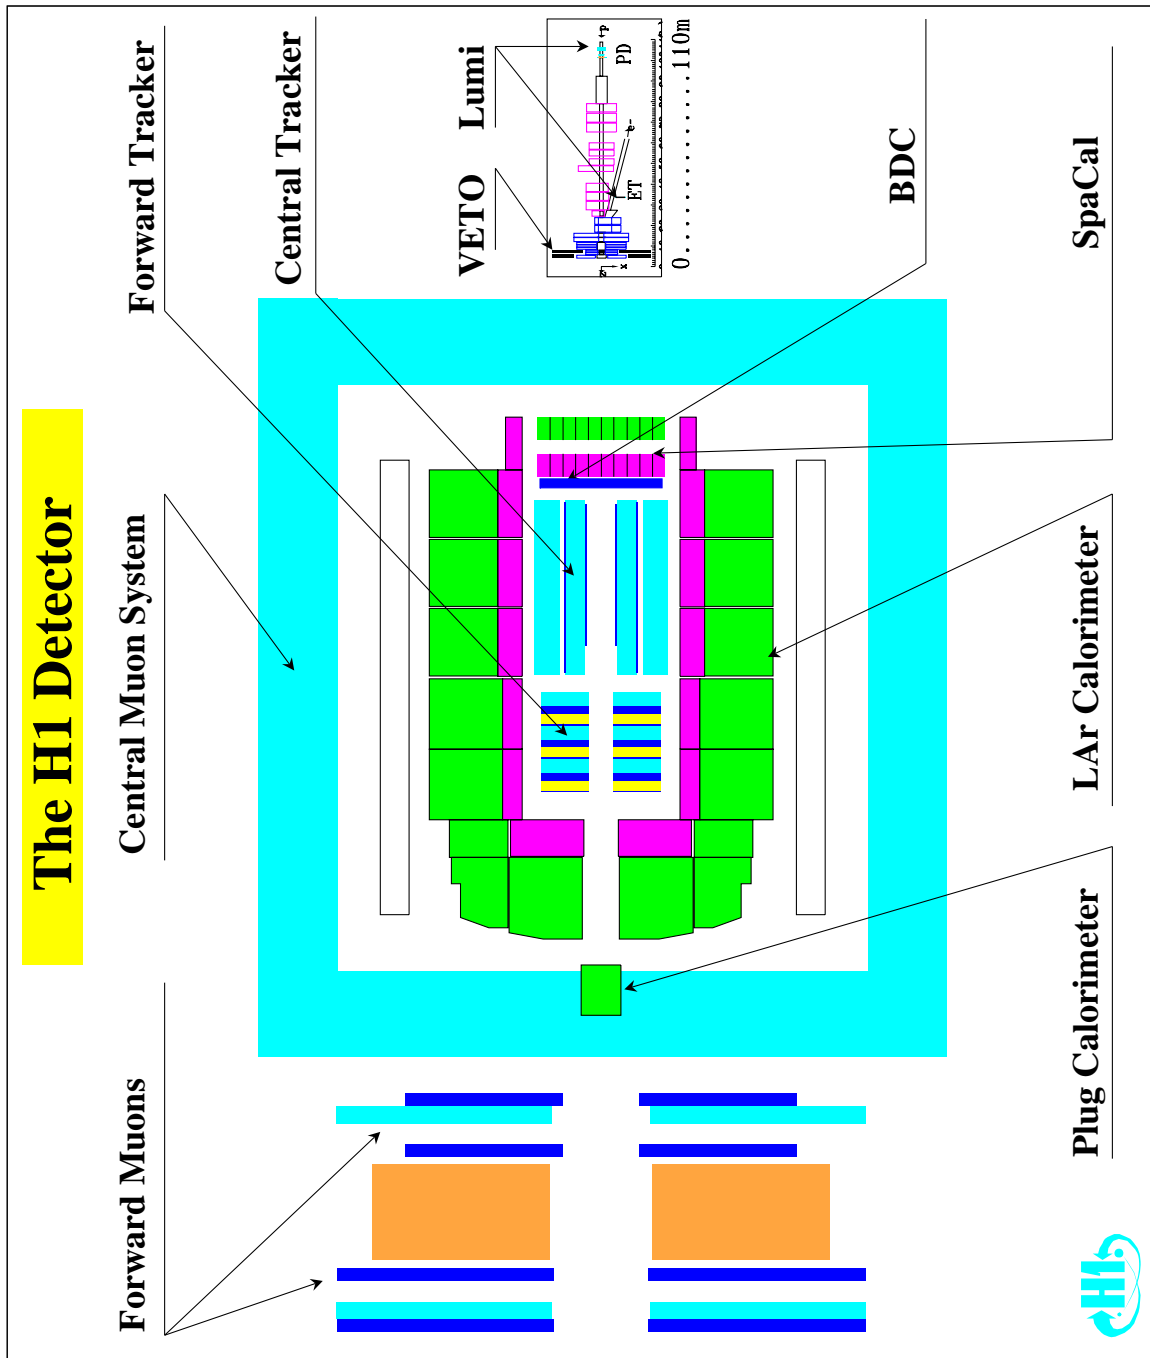 The H1 Detector
Forward Muons
Central Muon System
Forward Tracker
Central Tracker
VETO
Lumi
PD
ET
e-
p
z
x
0........110m
BDC
SpaCal
LAr Calorimeter
Plug Calorimeter
H1